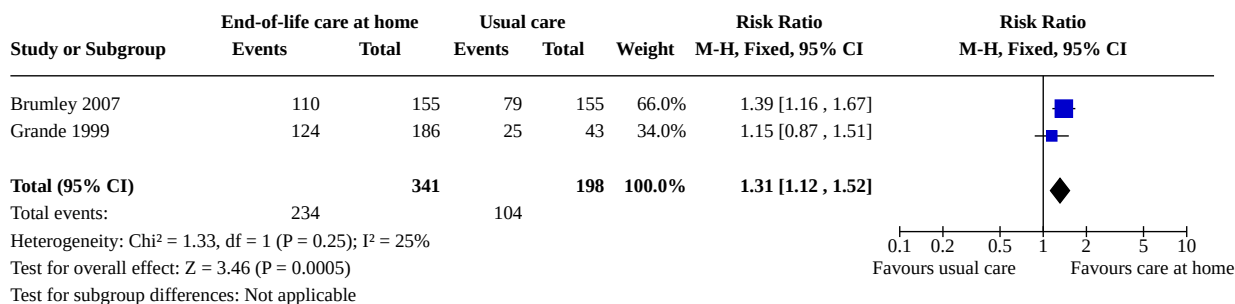 End-of-life care at home Usual care Risk Ratio Risk Ratio
Study or Subgroup Events Total Events Total Weight M-H, Fixed, 95% CI M-H, Fixed, 95% CI
Brumley 2007 110 155 79 155 66.0% 1.39 [1.16 , 1.67]
Grande 1999 124 186 25 43 34.0% 1.15 [0.87 , 1.51]
Total (95% CI) 341 198 100.0% 1.31 [1.12 , 1.52]
Total events: 234 104
Heterogeneity: Chi² = 1.33, df = 1 (P = 0.25); I² = 25%
0.1 0.2 0.5 1 2 5 10
Test for overall effect: Z = 3.46 (P = 0.0005) Favours usual care Favours care at home
Test for subgroup differences: Not applicable